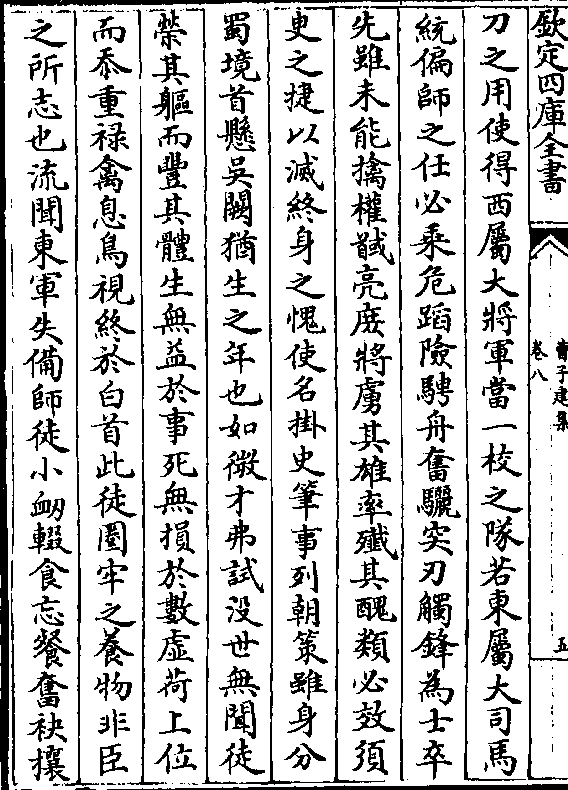 欽定四庫全書
曹子建集
卷八
五
刀之用使得西屬大將軍當一校之隊若東屬大司馬
統偏師之任必乘危蹈險騁舟奮驪突刃觸鋒為士卒
先雖未能擒權馘亮庶將虜其雄率殲其醜類必效須
史之捷以滅終身之愧使名掛史筆事列朝策雖身分
蜀境首懸吳闕猶生之年也如微才弗試沒世無聞徒
榮其軀而豐其體生無益於事死無損於數虛荷上位
而忝重祿禽息鳥視終於白首此徒圈牢之養物非臣
之所志也流聞東軍失備師徒小衂輟食忘餐奮袂攘